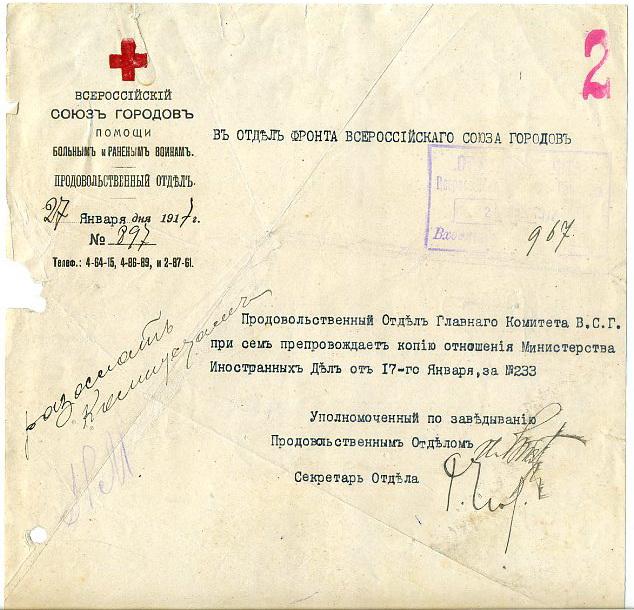 2
ВСЕРОССІЙСКІЙ
СОЮЗЪ ГОРОДОВЪ
ПОМОЩИ
БОЛЬНЫМЪ и РАНЕНЫМЪ ВОИНАМЪ.
ПРОДОВОЛЬСТВЕННЫЙ ОТДѢЛЪ.
27 Января дня 1917 г.
№ 897
Телеф.: 4-64-15, 4-86-89, и 2-87-61.
ВЪ ОТДѢЛЪ ФРОНТА ВСЕРОССІЙСКАГО СОЮЗА ГОРОДОВЪ
967.
разослать
Продовольственный Отдѣлъ Главнаго Комитета В.С.Г.
при семъ препровождаетъ копію отношенія Министерства
Иностранныхъ Дѣлъ отъ 17-го Января, за №233
Уполномоченный по завѣдыванію
Продовольственнымъ Отдѣломъ
Секретарь Отдѣла